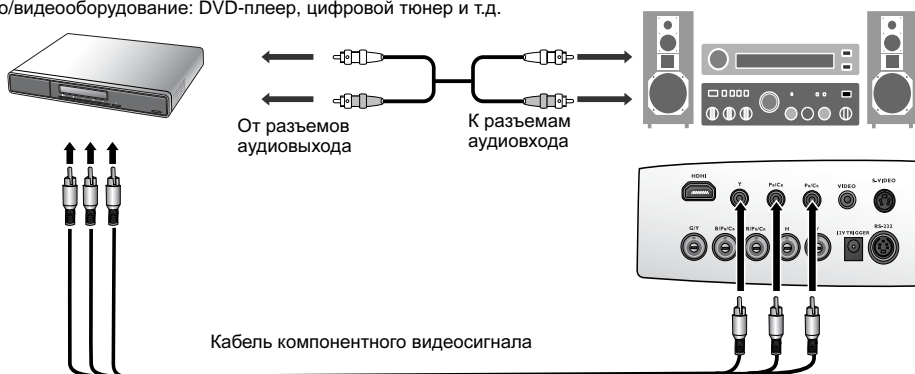 о/видеооборудование: DVD-плеер, цифровой тюнер и т.д.
От разъемов
аудиовыхода
К разъемам
аудиовхода
HDMI
Y
PB/CB
PR/CR
VIDEO
S-VIDEO
G/Y
B/PB/CB
R/PR/CR
H
V
12V TRIGGER
RS-232
Кабель компонентного видеосигнала